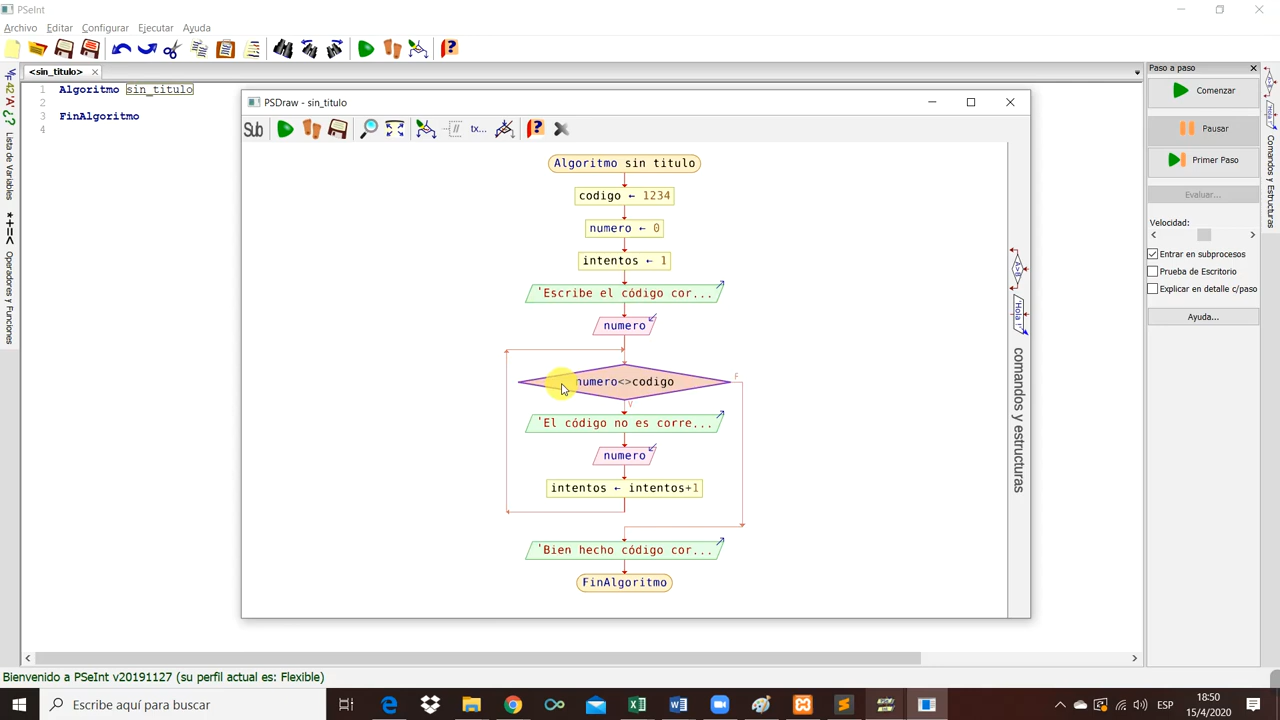 PSeInt
Archivo Editar Configurar Ejecutar Ayuda
<sin_titulo> ×
1 Algoritmo sin_titulo
2
3 FinAlgoritmo
4
Lista de Variables
*+=< Operadores y Funciones
PSDraw - sin_titulo
Sub
tx...
Algoritmo sin titulo
codigo ← 1234
numero ← 0
intentos ← 1
'Escribe el código cor...
numero
numero<>codigo
F
V
'El código no es corre...
numero
intentos ← intentos+1
'Bien hecho código cor...
FinAlgoritmo
comandos y estructuras
Paso a paso
Comenzar
Pausar
Primer Paso
Evaluar...
Velocidad:
Entrar en subprocesos
Prueba de Escritorio
Explicar en detalle c/paso
Ayuda...
Comandos y Estructuras
Bienvenido a PSeInt v20191127 (su perfil actual es: Flexible)
Escribe aquí para buscar
ESP
18:50
15/4/2020